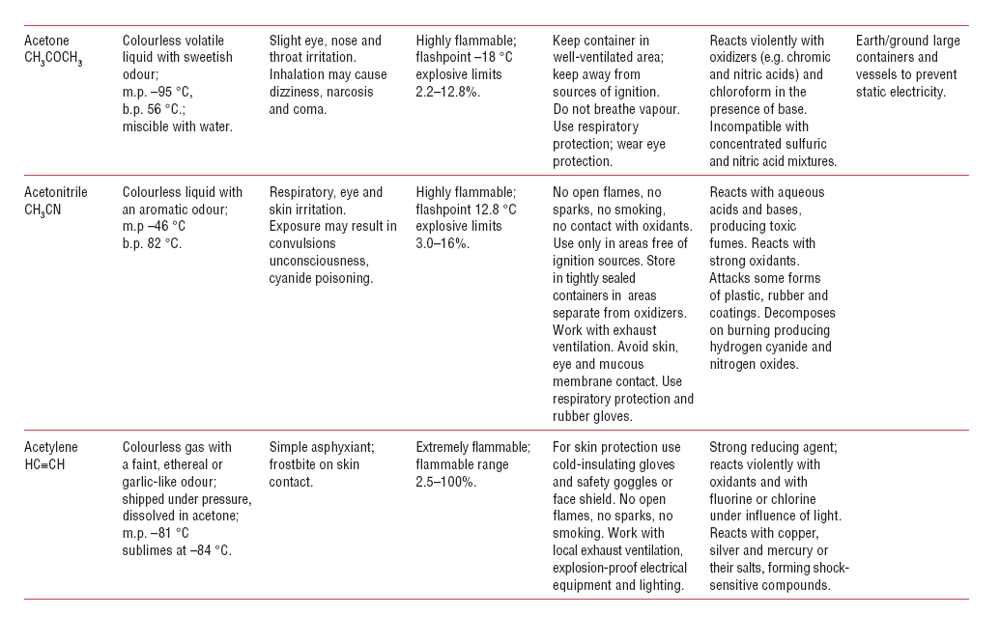 Acetone
CH3COCH3
Colourless volatile
liquid with sweetish
odour;
m.p. –95 °C,
b.p. 56 °C.;
miscible with water.
Slight eye, nose and
throat irritation.
Inhalation may cause
dizziness, narcosis
and coma.
Highly flammable;
flashpoint –18 °C
explosive limits
2.2–12.8%.
Keep container in
well-ventilated area;
keep away from
sources of ignition.
Do not breathe vapour.
Use respiratory
protection; wear eye
protection.
Reacts violently with
oxidizers (e.g. chromic
and nitric acids) and
chloroform in the
presence of base.
Incompatible with
concentrated sulfuric
and nitric acid mixtures.
Earth/ground large
containers and
vessels to prevent
static electricity.
Acetonitrile
CH3CN
Colourless liquid with
an aromatic odour;
m.p –46 °C
b.p. 82 °C.
Respiratory, eye and
skin irritation.
Exposure may result in
convulsions
unconsciousness,
cyanide poisoning.
Highly flammable;
flashpoint 12.8 °C
explosive limits
3.0–16%.
No open flames, no
sparks, no smoking,
no contact with oxidants.
Use only in areas free of
ignition sources. Store
in tightly sealed
containers in areas
separate from oxidizers.
Work with exhaust
ventilation. Avoid skin,
eye and mucous
membrane contact. Use
respiratory protection and
rubber gloves.
Reacts with aqueous
acids and bases,
producing toxic
fumes. Reacts with
strong oxidants.
Attacks some forms
of plastic, rubber and
coatings. Decomposes
on burning producing
hydrogen cyanide and
nitrogen oxides.
Acetylene
HC≡CH
Colourless gas with
a faint, ethereal or
garlic-like odour;
shipped under pressure,
dissolved in acetone;
m.p. –81 °C
sublimes at –84 °C.
Simple asphyxiant;
frostbite on skin
contact.
Extremely flammable;
flammable range
2.5–100%.
For skin protection use
cold-insulating gloves
and safety goggles or
face shield. No open
flames, no sparks, no
smoking. Work with
local exhaust ventilation,
explosion-proof electrical
equipment and lighting.
Strong reducing agent;
reacts violently with
oxidants and with
fluorine or chlorine
under influence of light.
Reacts with copper,
silver and mercury or
their salts, forming shock-
sensitive compounds.